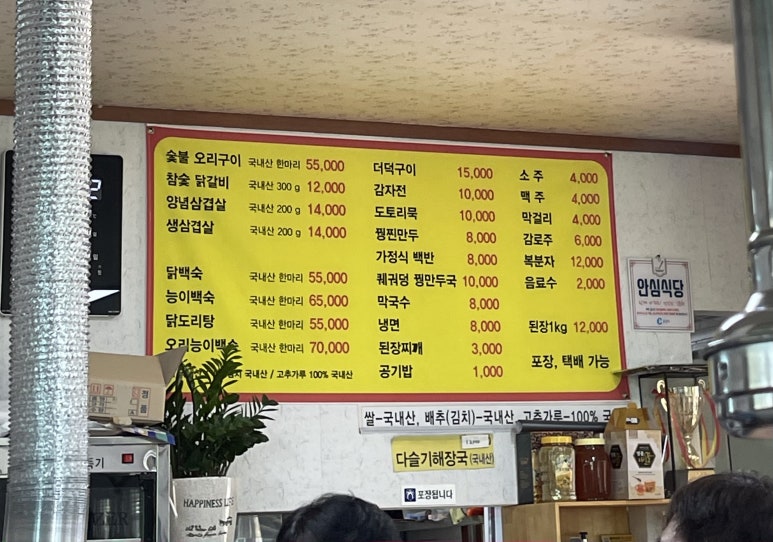 숯불 오리구이 국내산 한마리 55,000
참숯 닭갈비 국내산 300 g 12,000
양념삼겹살 국내산 200 g 14,000
생삼겹살 국내산 200 g 14,000
닭백숙 국내산 한마리 55,000
능이백숙 국내산 한마리 65,000
닭도리탕 국내산 한마리 55,000
오리능이백숙 국내산 한마리 70,000
국내산 / 고추가루 100% 국내산
더덕구이 15,000
감자전 10,000
도토리묵 10,000
꿩찐만두 8,000
가정식 백반 8,000
퀘궈덩 꿩만두국 10,000
막국수 8,000
냉면 8,000
된장찌개 3,000
공기밥 1,000
소 주 4,000
맥 주 4,000
막걸리 4,000
감로주 6,000
복분자 12,000
음료수 2,000
된장1kg 12,000
포장, 택배 가능
안심식당
쌀-국내산, 배추(김치)-국내산, 고추가루-100% 국
다슬기해장국(국내산)
포장됩니다
HAPPINESS LIFE